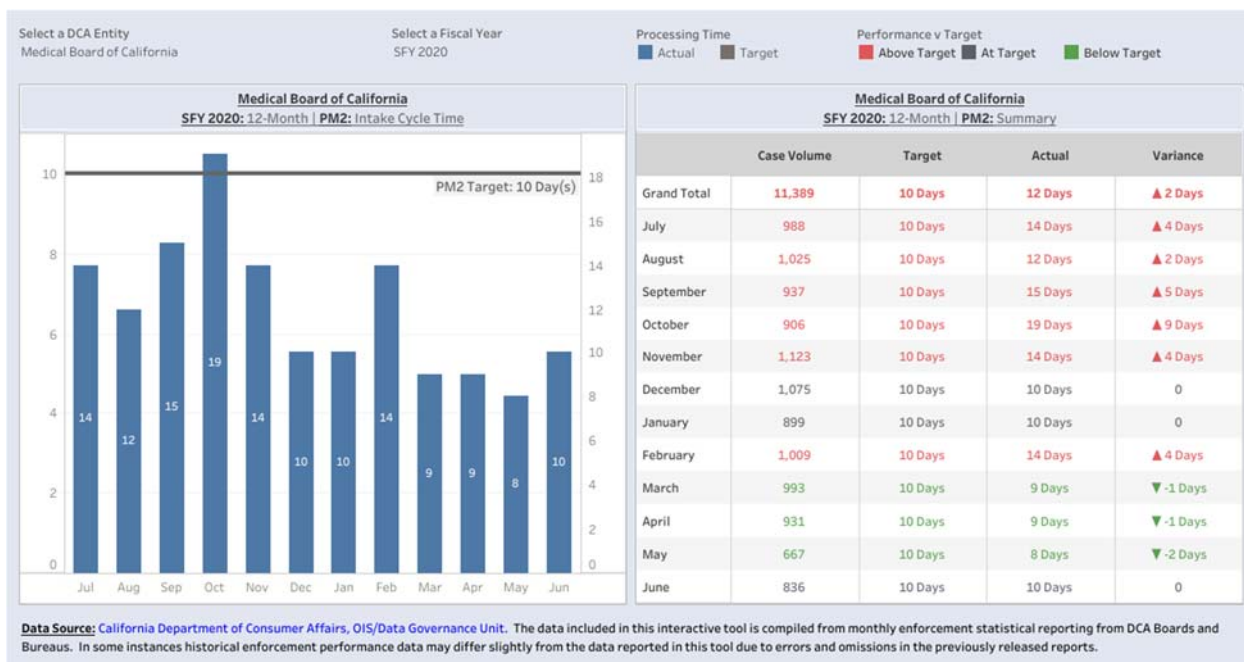 Select a DCA Entity
Medical Board of California
Select a Fiscal Year
SFY 2020
Processing Time
Actual Target
Performance v Target
Above Target At Target Below Target
Medical Board of California
SFY 2020: 12-Month | PM2: Intake Cycle Time
10
8
6
4
2
0
PM2 Target: 10 Day(s)
18
16
14
12
10
8
6
4
2
0
14
12
15
19
14
10
10
14
9
9
8
10
Jul Aug Sep Oct Nov Dec Jan Feb Mar Apr May Jun
Medical Board of California
SFY 2020: 12-Month | PM2: Summary
Case Volume Target Actual Variance
Grand Total 11,389 10 Days 12 Days ▲ 2 Days
July 988 10 Days 14 Days ▲ 4 Days
August 1,025 10 Days 12 Days ▲ 2 Days
September 937 10 Days 15 Days ▲ 5 Days
October 906 10 Days 19 Days ▲ 9 Days
November 1,123 10 Days 14 Days ▲ 4 Days
December 1,075 10 Days 10 Days 0
January 899 10 Days 10 Days 0
February 1,009 10 Days 14 Days ▲ 4 Days
March 993 10 Days 9 Days ▼ -1 Days
April 931 10 Days 9 Days ▼ -1 Days
May 667 10 Days 8 Days ▼ -2 Days
June 836 10 Days 10 Days 0
Data Source: California Department of Consumer Affairs, OIS/Data Governance Unit. The data included in this interactive tool is compiled from monthly enforcement statistical reporting from DCA Boards and
Bureaus. In some instances historical enforcement performance data may differ slightly from the data reported in this tool due to errors and omissions in the previously released reports.